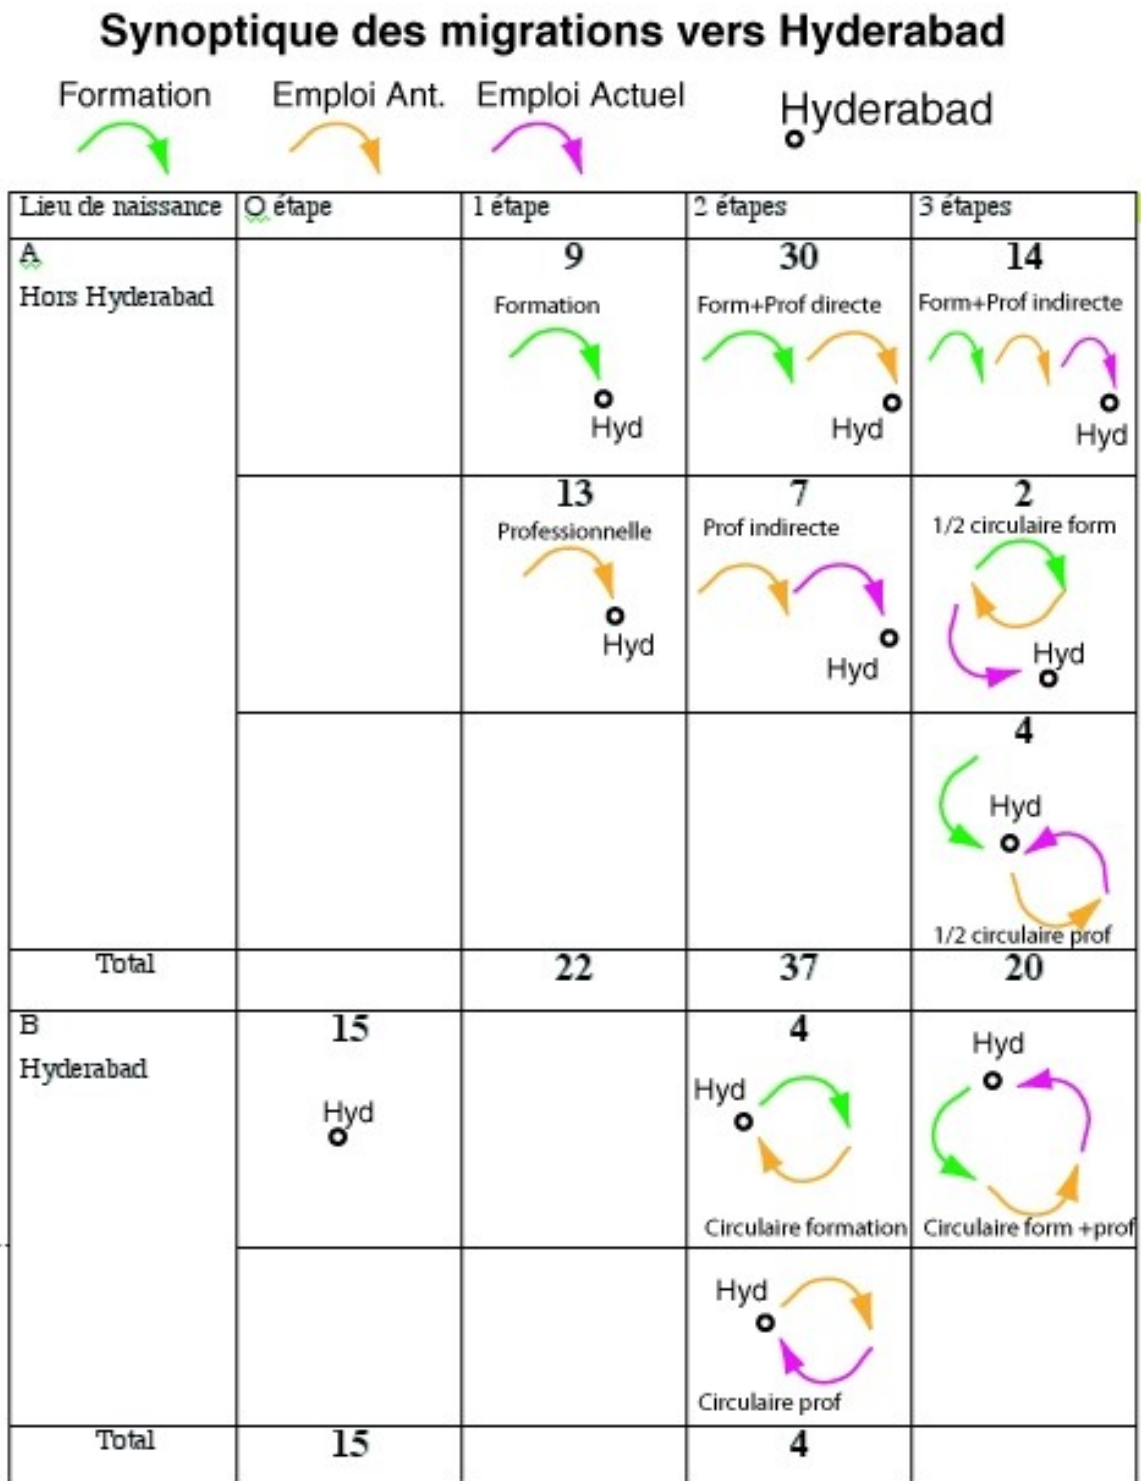 Synoptique des migrations vers Hyderabad
Formation
Emploi Ant.
Emploi Actuel
Hyderabad
Lieu de naissance
O étape
1 étape
2 étapes
3 étapes
A
Hors Hyderabad
9
Formation
Hyd
30
Form+Prof directe
Hyd
14
Form+Prof indirecte
Hyd
13
Professionnelle
Hyd
7
Prof indirecte
Hyd
2
1/2 circulaire form
Hyd
4
Hyd
1/2 circulaire prof
Total
22
37
20
B
Hyderabad
15
Hyd
4
Hyd
Circulaire formation
Hyd
Circulaire form +prof
Hyd
Circulaire prof
Total
15
4